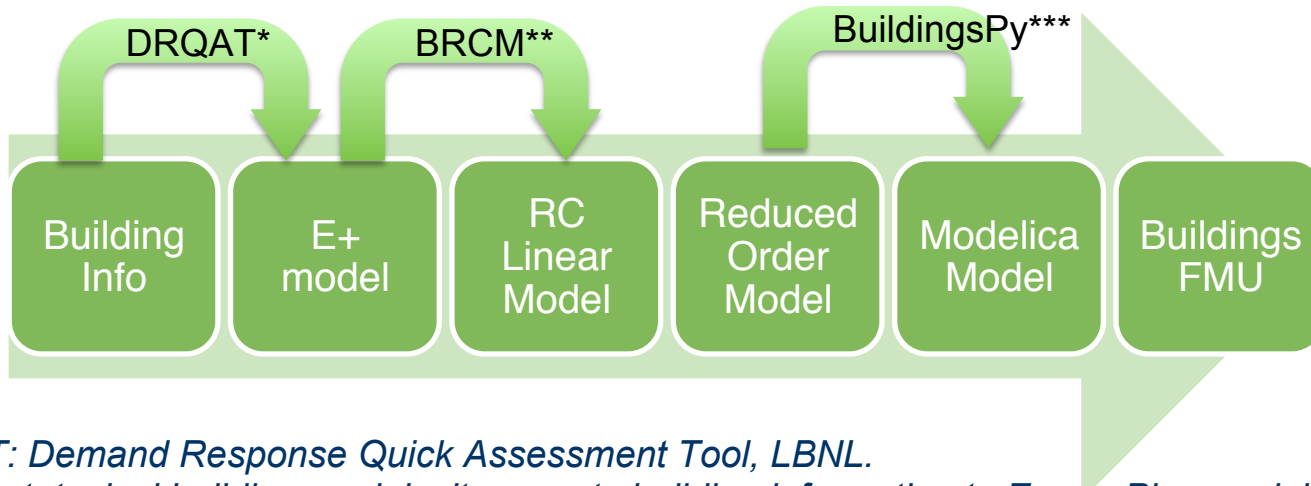 DRQAT*
BRCM**
BuildingsPy***
Building
Info
E+
model
RC
Linear
Model
Reduced
Order
Model
Modelica
Model
Buildings
FMU
T: Demand Response Quick Assessment Tool, LBNL.